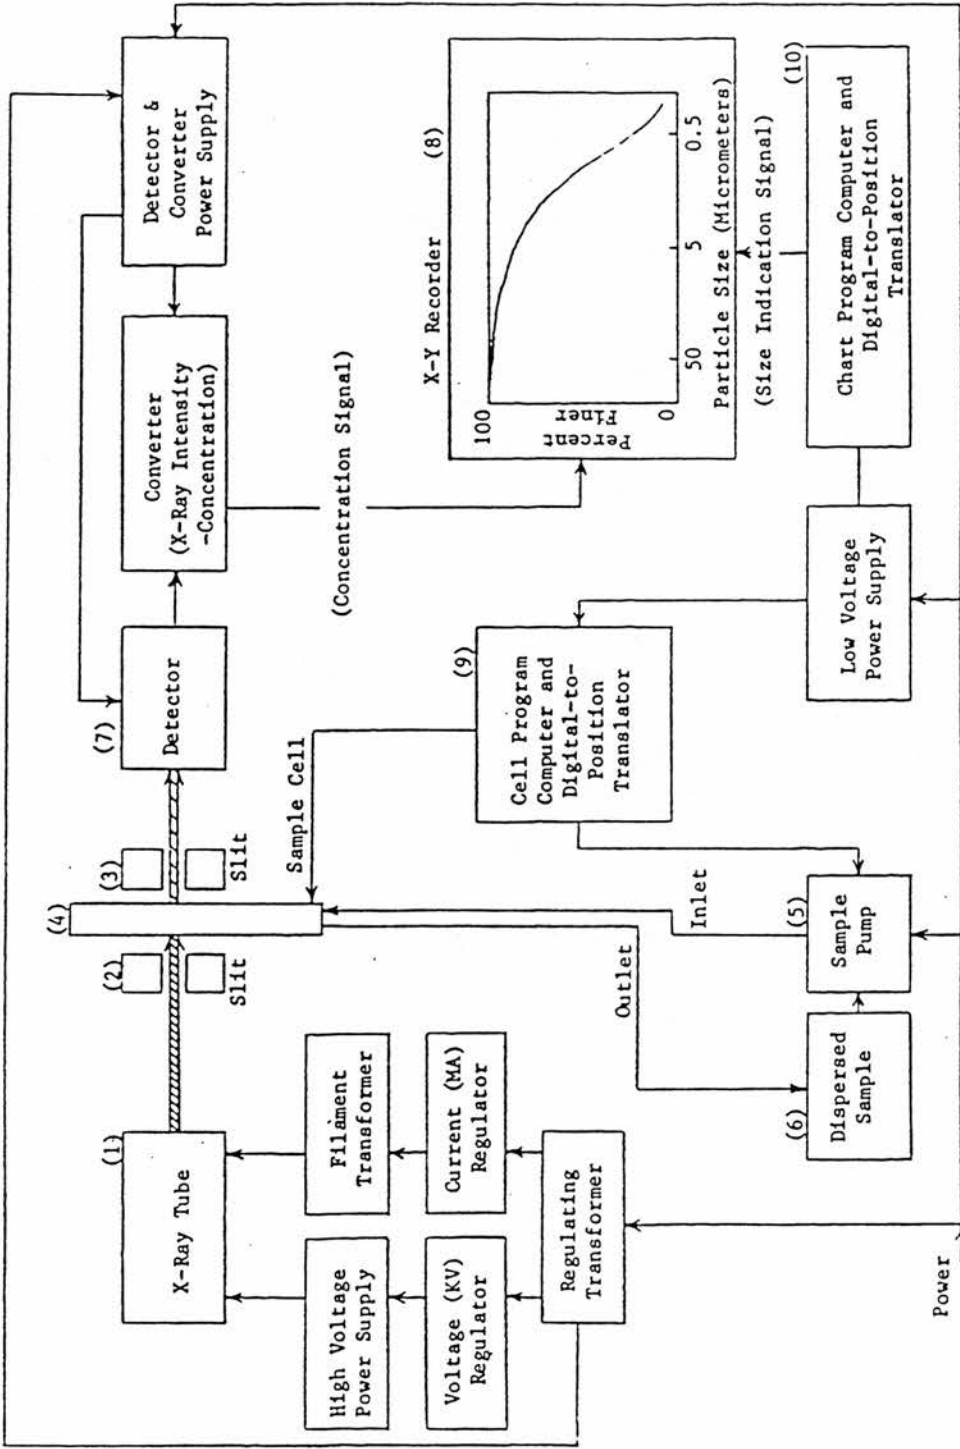 (1)
X-Ray Tube
High Voltage
Power Supply
Filament
Transformer
Voltage (KV)
Regulator
Current (MA)
Regulator
Regulating
Transformer
Power
(2)
Slit
(4)
(3)
Slit
Sample Cell
Outlet
Inlet
(6)
Dispersed
Sample
(5)
Sample
Pump
(7)
Detector
Converter
(X-Ray Intensity
-Concentration)
Detector &
Converter
Power Supply
(Concentration Signal)
(9)
Cell Program
Computer and
Digital-to-
Position
Translator
X-Y Recorder
(8)
100
Percent
Finer
0
50
5
0.5
Particle Size (Micrometers)
(Size Indication Signal)
Low Voltage
Power Supply
(10)
Chart Program Computer and
Digital-to-Position
Translator